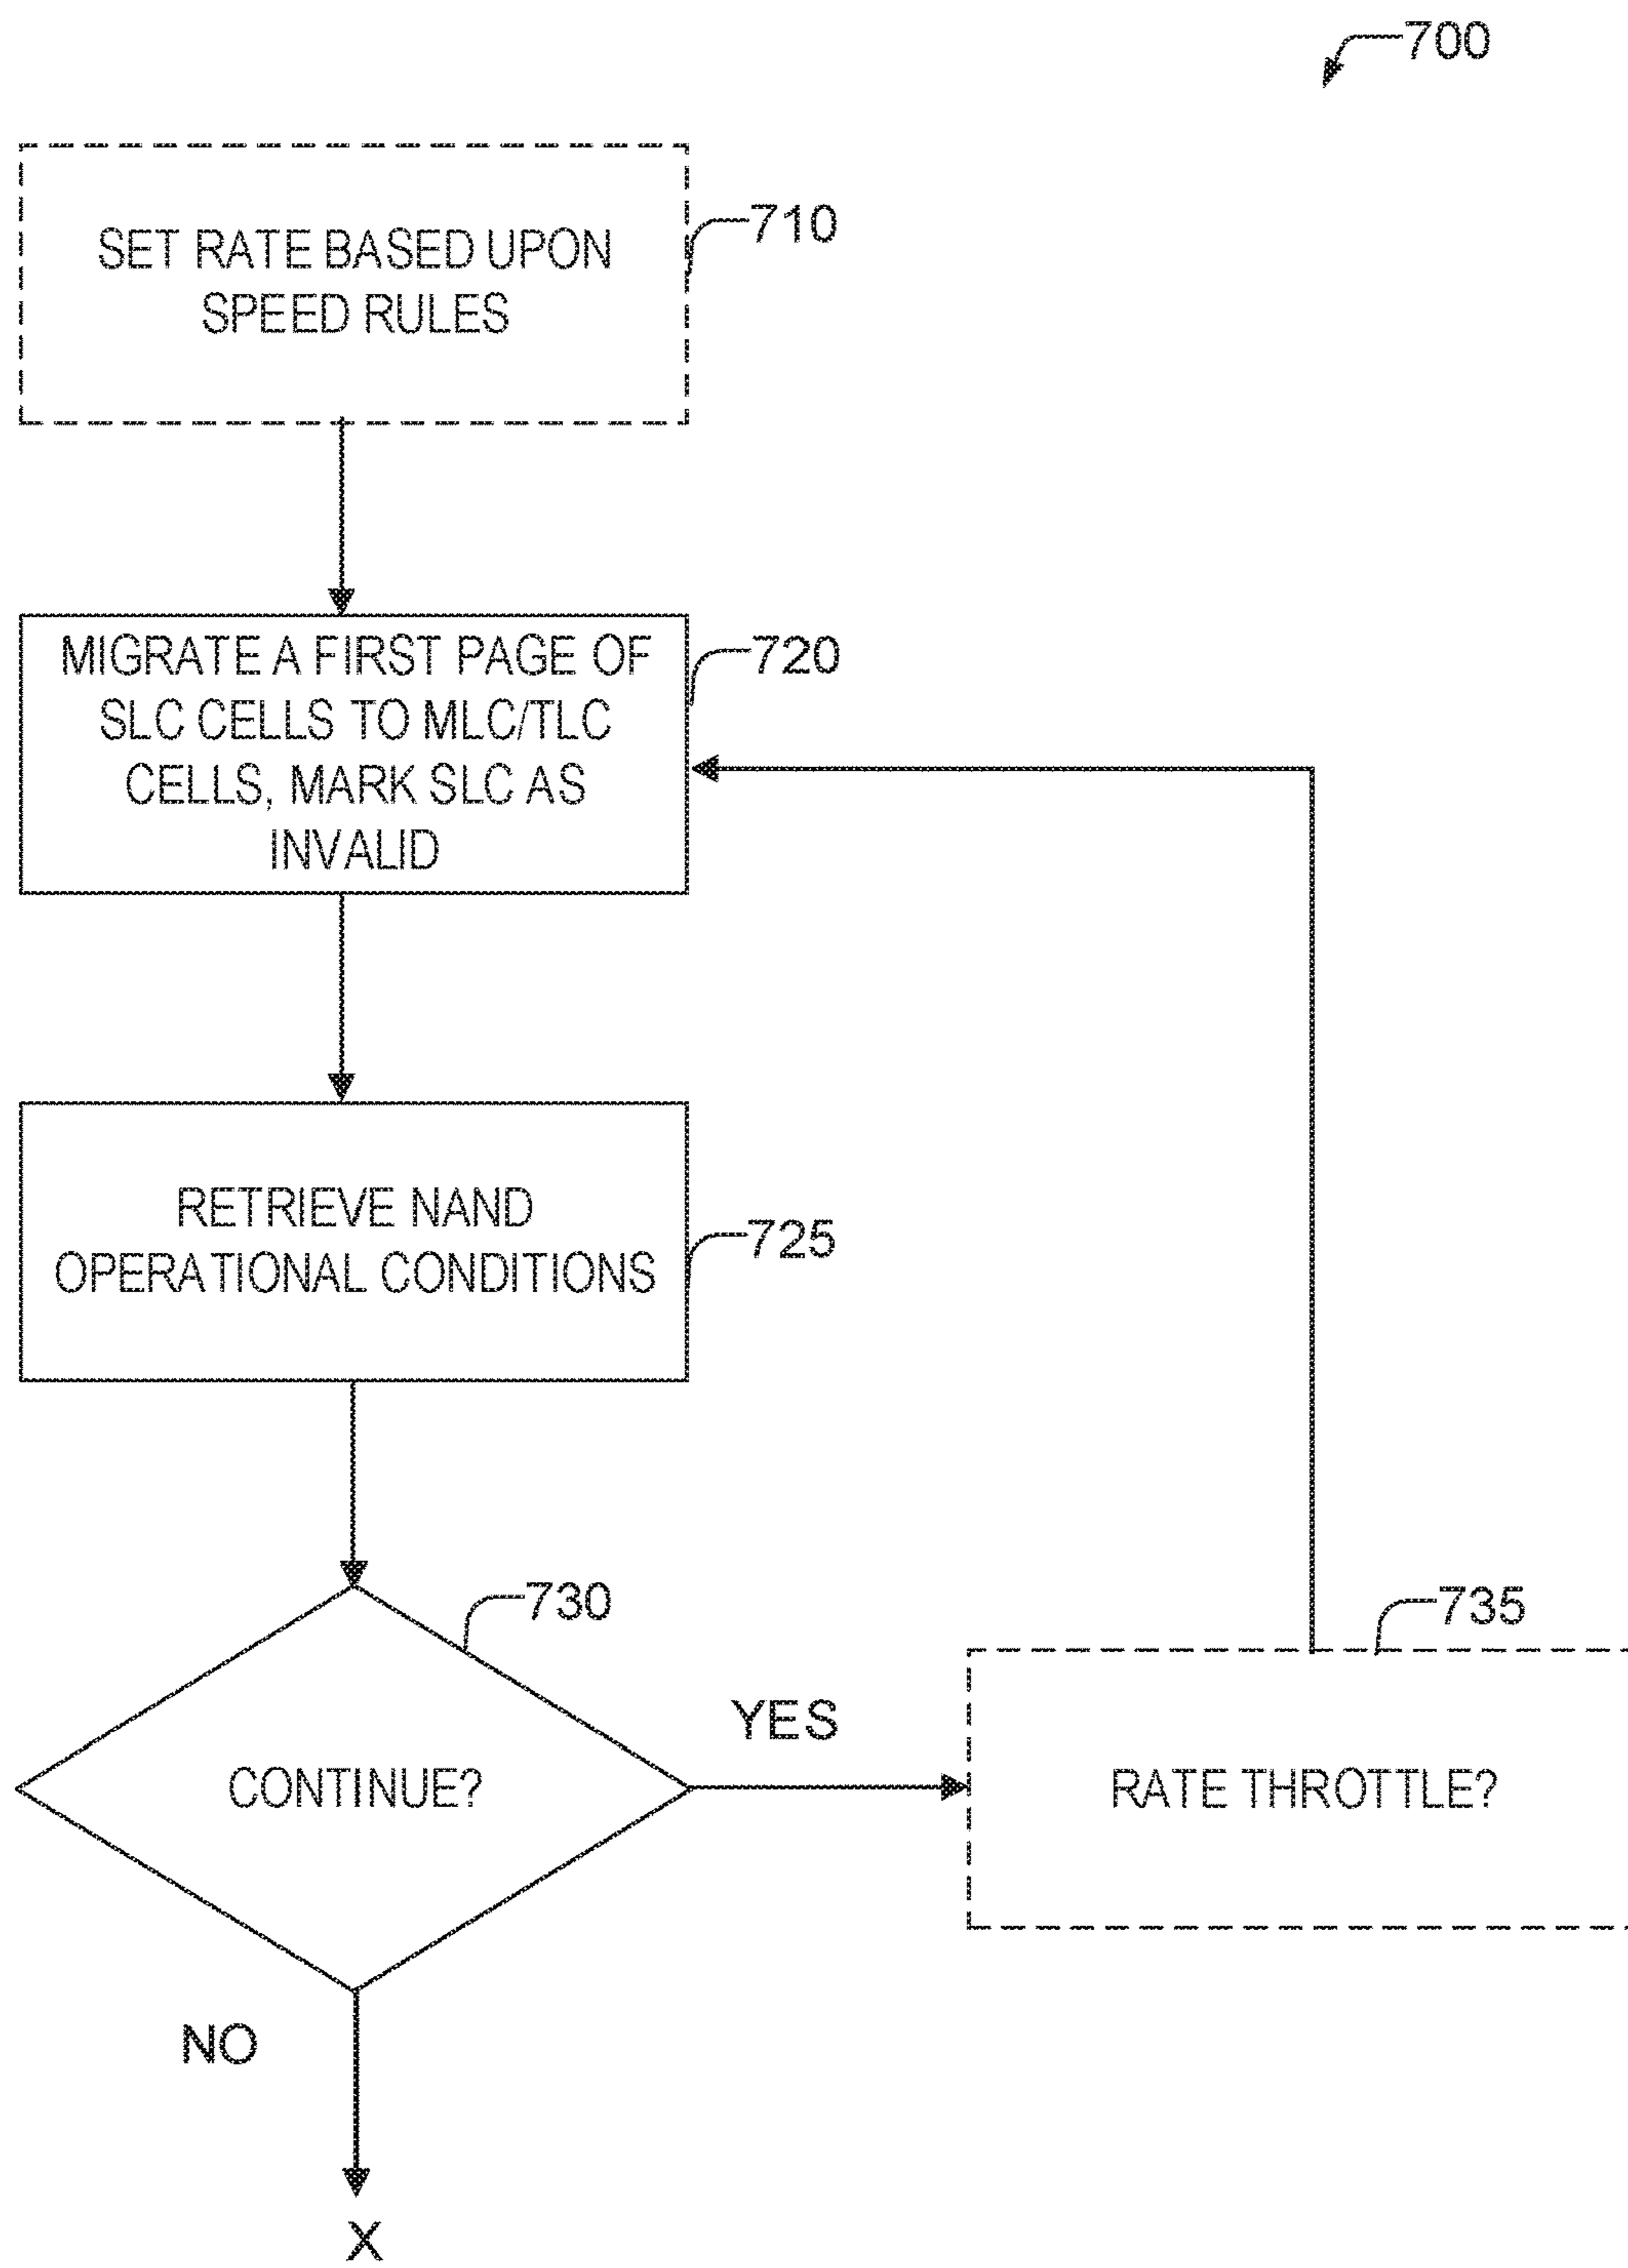 700
SET RATE BASED UPON
SPEED RULES
710
MIGRATE A FIRST PAGE OF
SLC CELLS TO MLC/TLC
CELLS, MARK SLC AS
INVALID
720
RETRIEVE NAND
OPERATIONAL CONDITIONS
725
730
CONTINUE?
YES
735
RATE THROTTLE?
NO
X